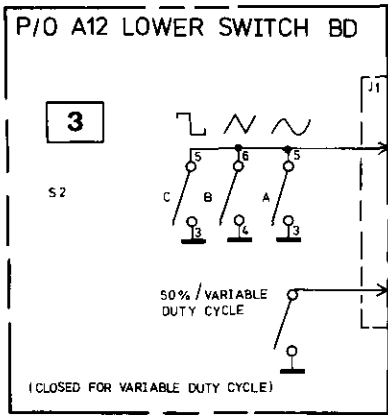 P/O A12 LOWER SWITCH BD
J1
3
S2
5 6 5
C B A
3 4 3
50%/VARIABLE
DUTY CYCLE
(CLOSED FOR VARIABLE DUTY CYCLE)